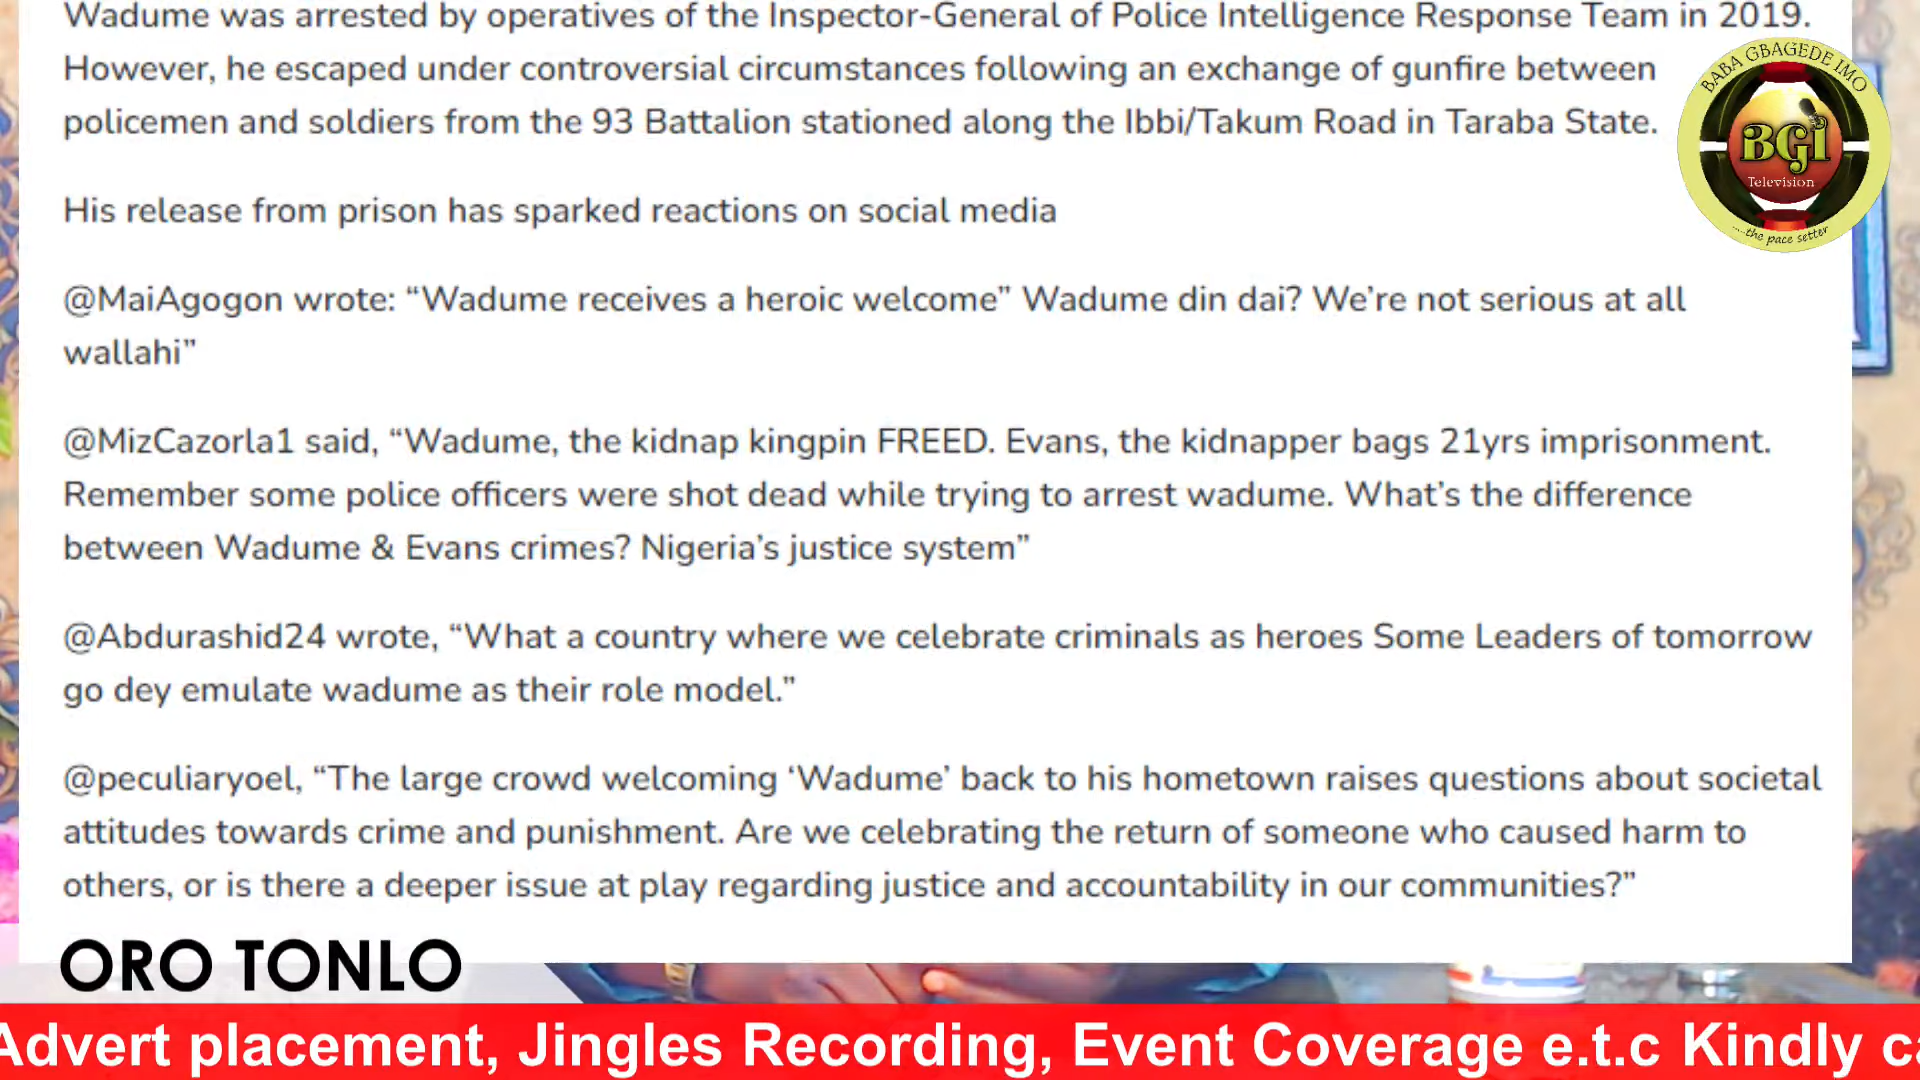 Wadume was arrested by operatives of the Inspector-General of Police Intelligence Response Team in 2019.
However, he escaped under controversial circumstances following an exchange of gunfire between
policemen and soldiers from the 93 Battalion stationed along the Ibbi/Takum Road in Taraba State.
His release from prison has sparked reactions on social media
@MaiAgogon wrote: “Wadume receives a heroic welcome” Wadume din dai? We’re not serious at all
wallahi”
@MizCazorla1 said, “Wadume, the kidnap kingpin FREED. Evans, the kidnapper bags 21yrs imprisonment.
Remember some police officers were shot dead while trying to arrest wadume. What’s the difference
between Wadume & Evans crimes? Nigeria’s justice system”
@Abdurashid24 wrote, “What a country where we celebrate criminals as heroes Some Leaders of tomorrow
go dey emulate wadume as their role model.”
@peculiaryoel, “The large crowd welcoming ‘Wadume’ back to his hometown raises questions about societal
attitudes towards crime and punishment. Are we celebrating the return of someone who caused harm to
others, or is there a deeper issue at play regarding justice and accountability in our communities?”
BABA GBAGEDE IMO
BGI
Television
.....the pace setter
ORO TONLO
Advert placement, Jingles Recording, Event Coverage e.t.c Kindly